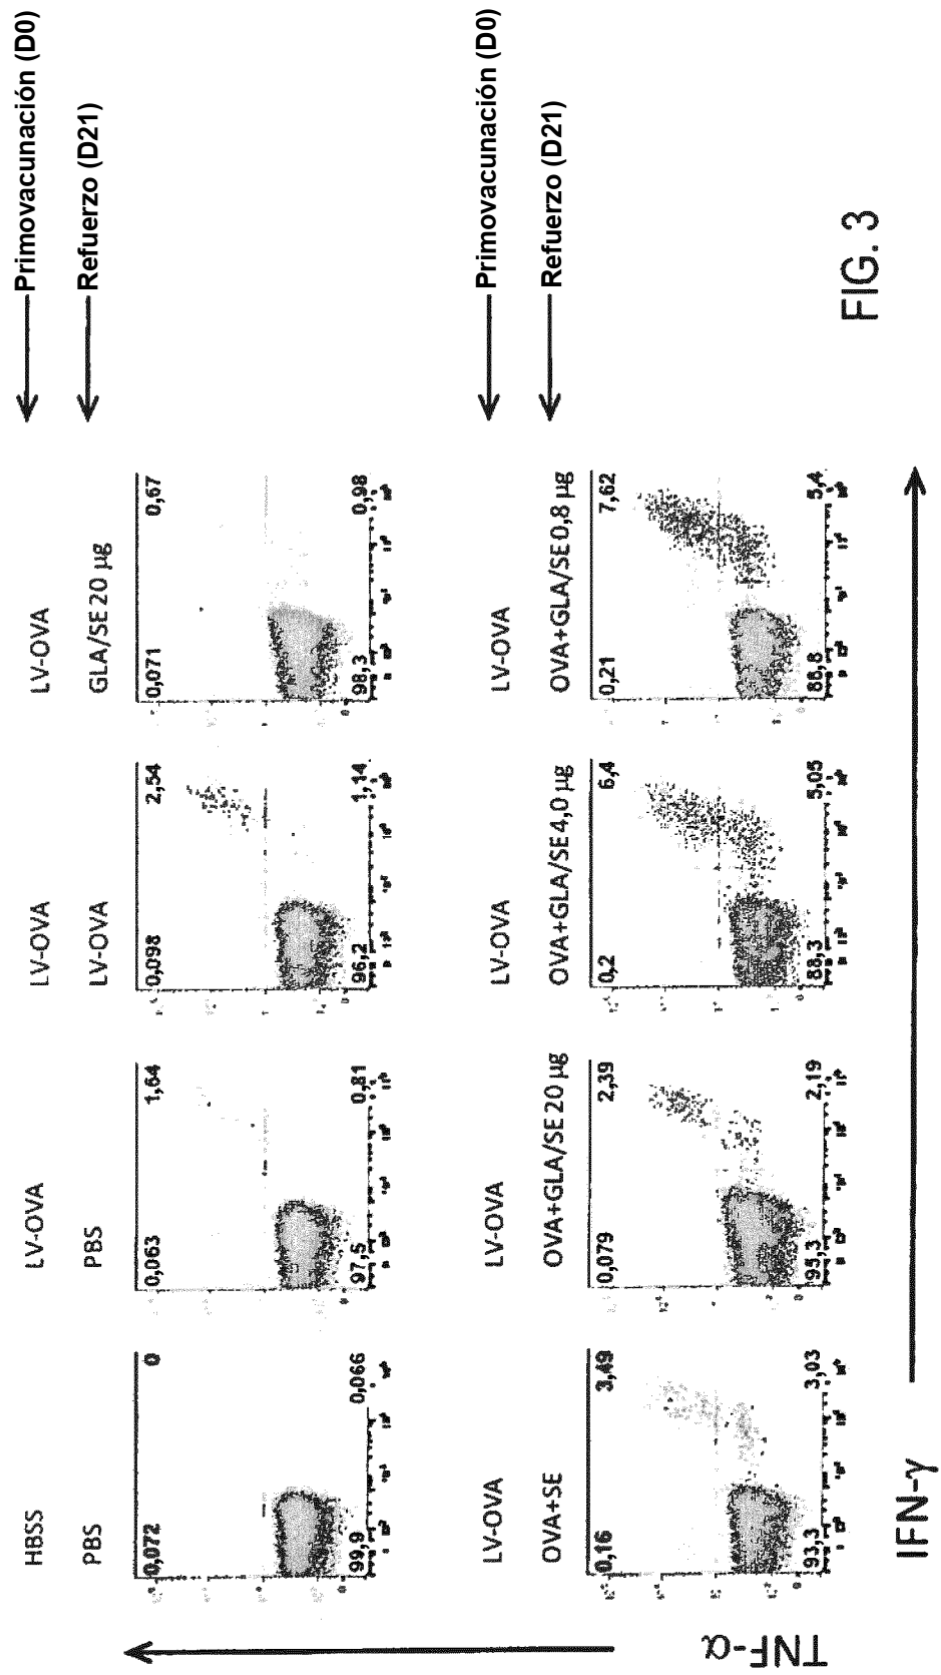 HBSS LV-OVA LV-OVA LV-OVA Primovacunación (D0)
PBS PBS LV-OVA GLA/SE 20 µg Refuerzo (D21)
0,072 0 0,063 1,64 0,098 2,54 0,071 0,67
99,9 0,066 97,5 0,81 96,2 1,14 98,3 0,98
LV-OVA LV-OVA LV-OVA LV-OVA Primovacunación (D0)
OVA+SE OVA+GLA/SE 20 µg OVA+GLA/SE 4,0 µg OVA+GLA/SE 0,8 µg Refuerzo (D21)
0,16 3,49 0,079 2,39 0,2 6,4 0,21 7,62
93,3 3,03 95,3 2,19 88,3 5,05 86,8 5,4
TNF-α
IFN-γ
FIG. 3